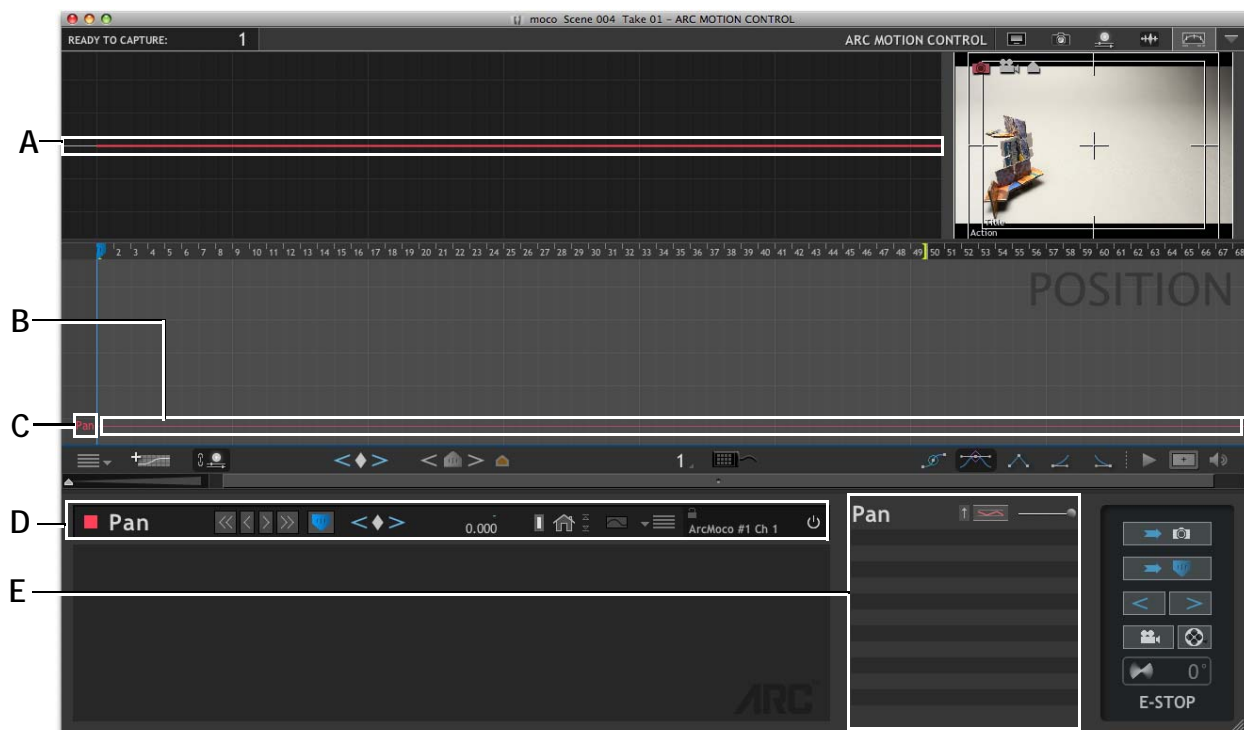 moco Scene 004 Take 01 – ARC MOTION CONTROL
READY TO CAPTURE: 1
ARC MOTION CONTROL
A
Title
Action
2 3 4 5 6 7 8 9 10 11 12 13 14 15 16 17 18 19 20 21 22 23 24 25 26 27 28 29 30 31 32 33 34 35 36 37 38 39 40 41 42 43 44 45 46 47 48 49 50 51 52 53 54 55 56 57 58 59 60 61 62 63 64 65 66 67 68
POSITION
B
C
Pan
1
D
Pan
0.000
ArcMoco #1 Ch 1
Pan
E
0°
E-STOP
ARC